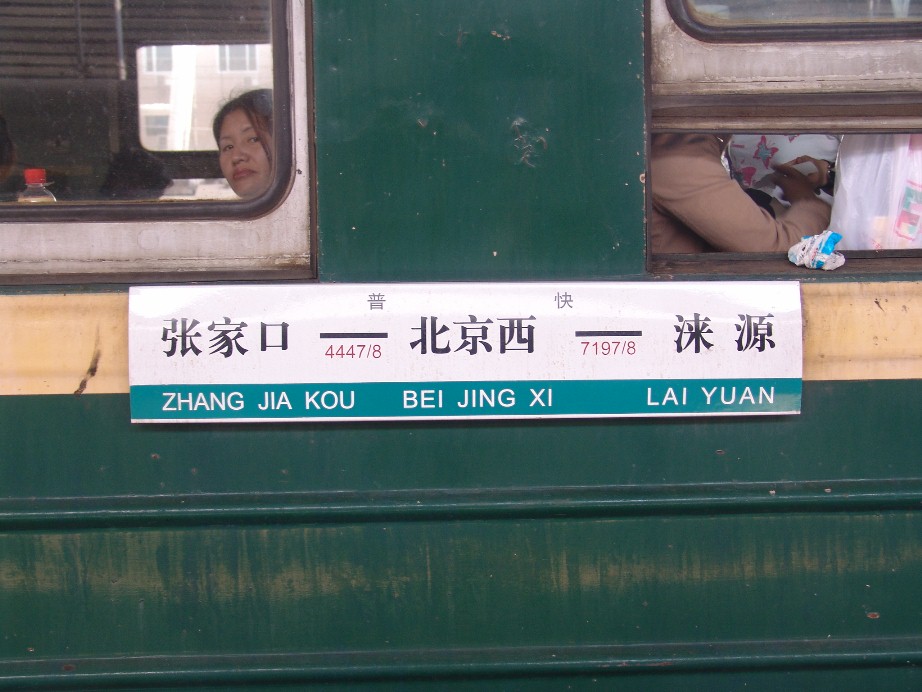 普 快
张家口 — 北京西 — 涞 源
4447/8 7197/8
ZHANG JIA KOU BEI JING XI LAI YUAN